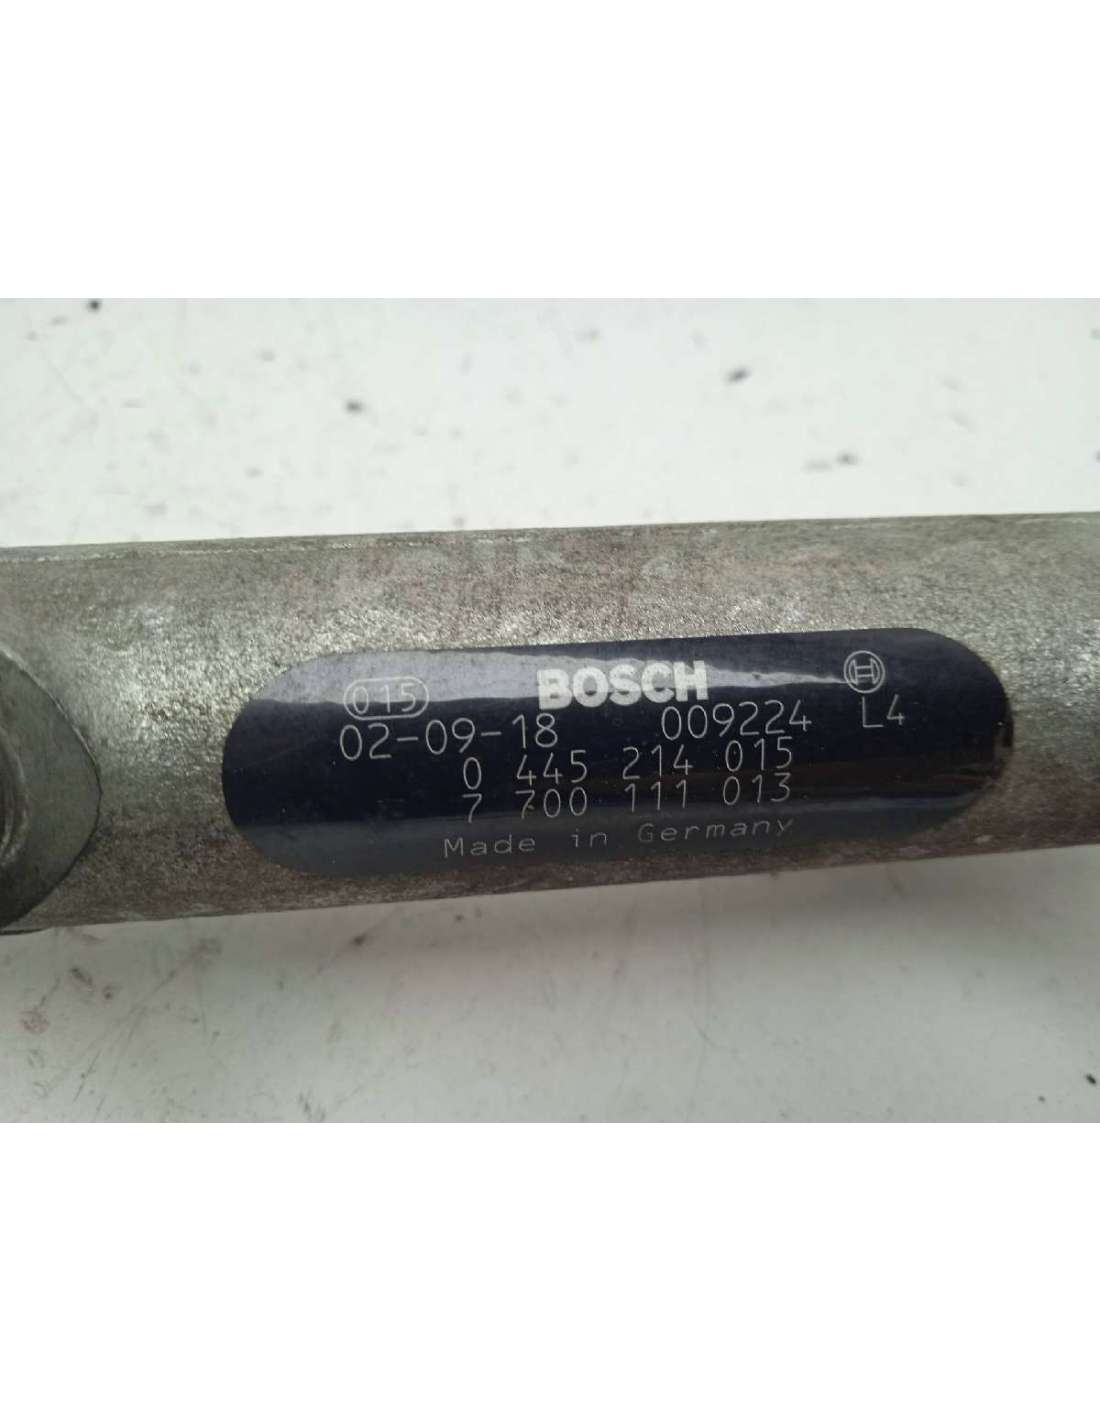 015 BOSCH
02-09-18 009224 L4
0 445 214 015
7 700 111 013
Made in Germany